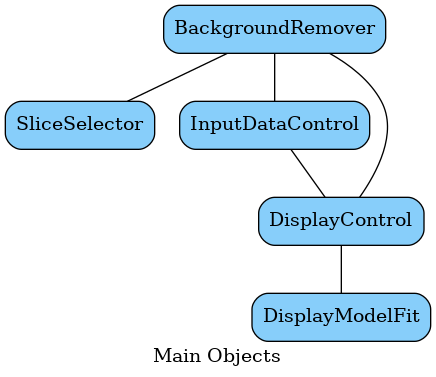 BackgroundRemover
SliceSelector
InputDataControl
DisplayControl
DisplayModelFit
Main Objects